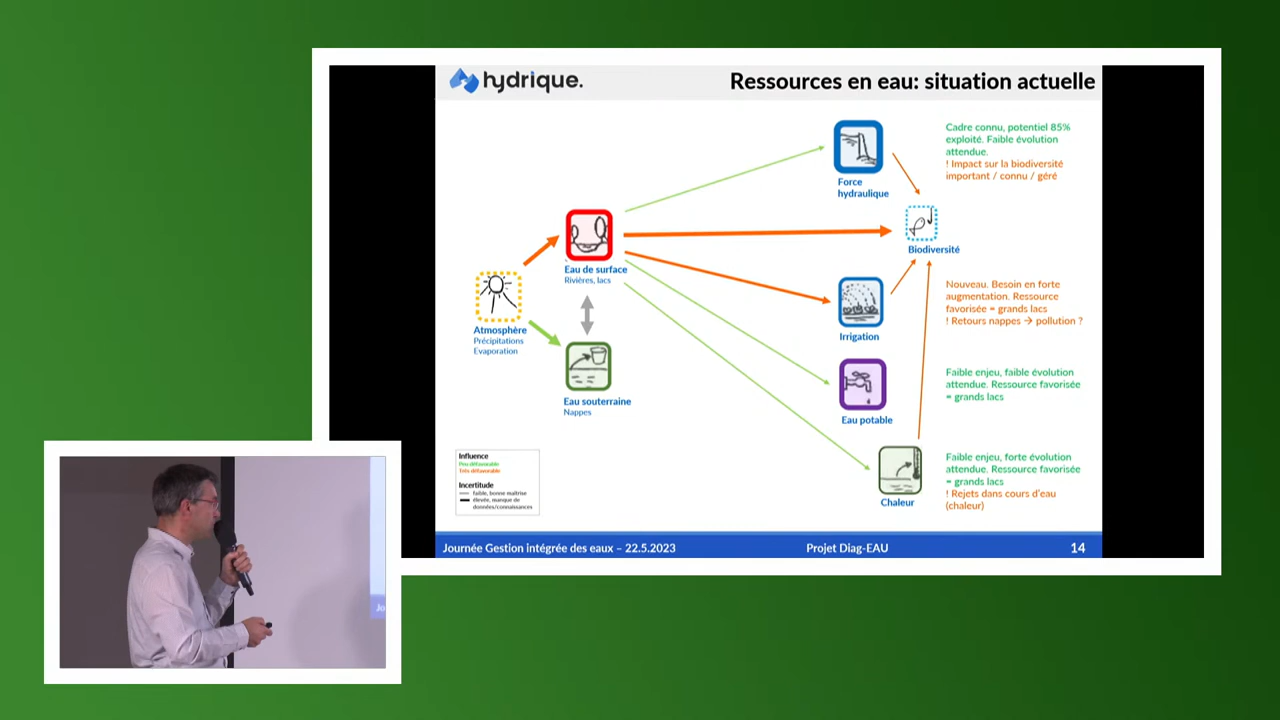 hydrique.
Ressources en eau: situation actuelle
Cadre connu, potentiel 85%
exploité. Faible évolution
attendue.
! Impact sur la biodiversité
important / connu / géré
Force
hydraulique
Biodiversité
Eau de surface
Rivières, lacs
Nouveau. Besoin en forte
augmentation. Ressource
favorisée = grands lacs
! Retours nappes → pollution ?
Irrigation
Atmosphère
Précipitations
Evaporation
Eau souterraine
Nappes
Faible enjeu, faible évolution
attendue. Ressource favorisée
= grands lacs
Eau potable
Faible enjeu, forte évolution
attendue. Ressource favorisée
= grands lacs
! Rejets dans cours d'eau
(chaleur)
Chaleur
Influence
Peu défavorable
Très défavorable
Incertitude
faible, bonne maîtrise
élevée, manque de
données/connaissances
Journée Gestion intégrée des eaux – 22.5.2023
Projet Diag-EAU
14
Jo